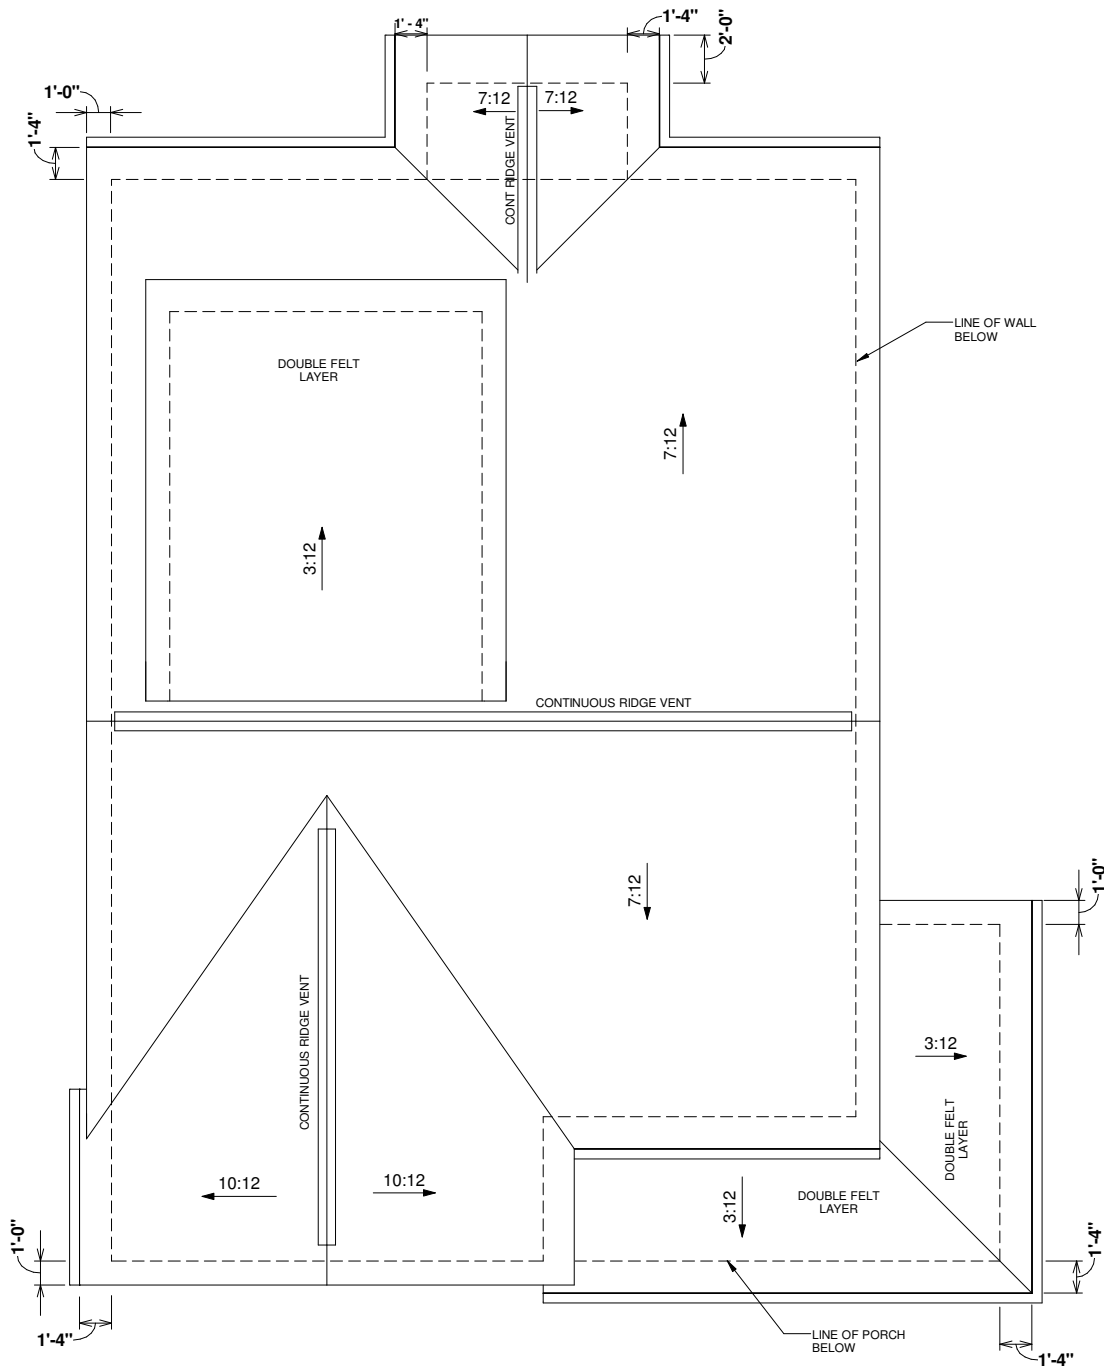 1'-4"
1'-4"
2'-0"
1'-0"
7:12
7:12
1'-4"
CONT RIDGE VENT
LINE OF WALL
BELOW
DOUBLE FELT
LAYER
7:12
3:12
CONTINUOUS RIDGE VENT
7:12
1'-0"
CONTINUOUS RIDGE VENT
3:12
DOUBLE FELT
LAYER
10:12
10:12
3:12
DOUBLE FELT
LAYER
1'-0"
1'-4"
1'-4"
LINE OF PORCH
BELOW
1'-4"